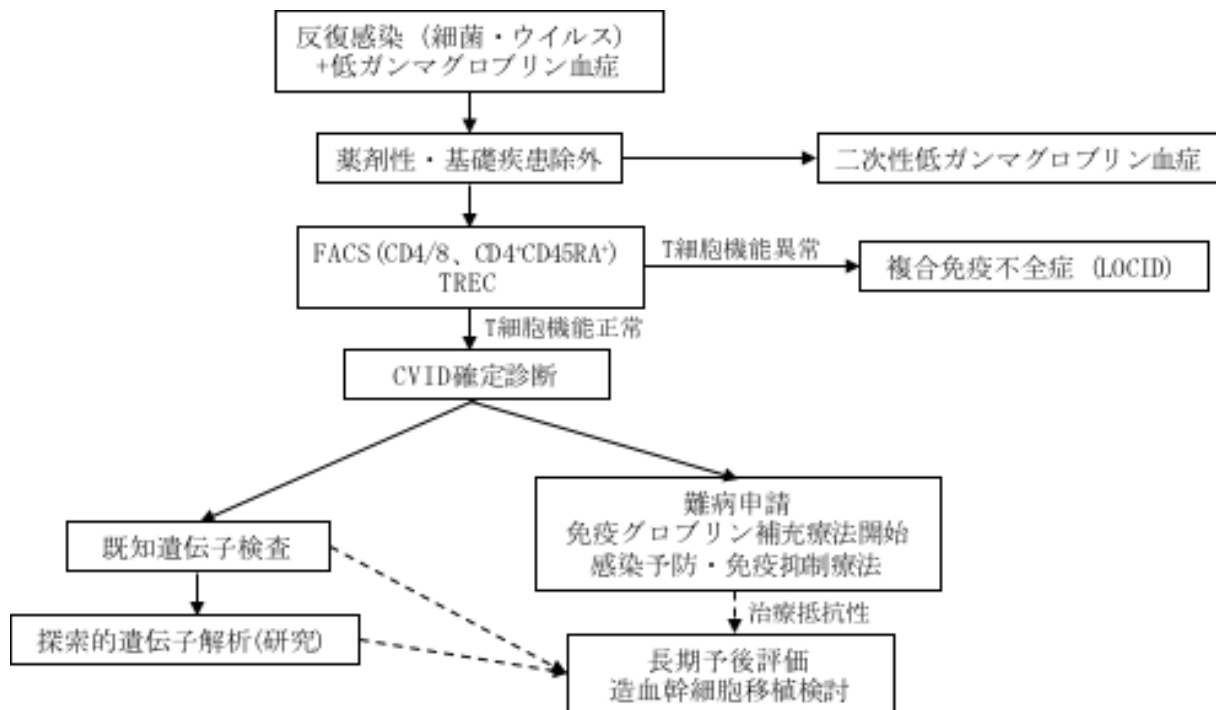 反復感染（細菌・ウイルス）
+低ガンマグロブリン血症
薬剤性・基礎疾患除外
二次性低ガンマグロブリン血症
FACS(CD4/8、CD4⁺CD45RA⁺)
TREC
T細胞機能異常
複合免疫不全症（LOCID）
T細胞機能正常
CVID確定診断
難病申請
免疫グロブリン補充療法開始
感染予防・免疫抑制療法
既知遺伝子検査
治療抵抗性
探索的遺伝子解析(研究)
長期予後評価
造血幹細胞移植検討